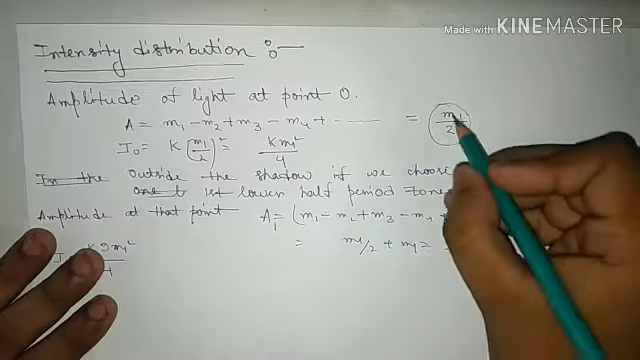 Made with KINEMASTER
Intensity distribution :—
Amplitude of light at point O.
A = m₁ - m₂ + m₃ - m₄ + ------ = m₁/2
I₀ = K (m₁/2)² = Km₁²/4
In the outside the shadow if we choose
one 1st lower half period zone
Amplitude at that point A₁ = (m₁ - m₂ + m₃ - m₄ +
= m₁/2 + m₁ =
K9m₁²/4